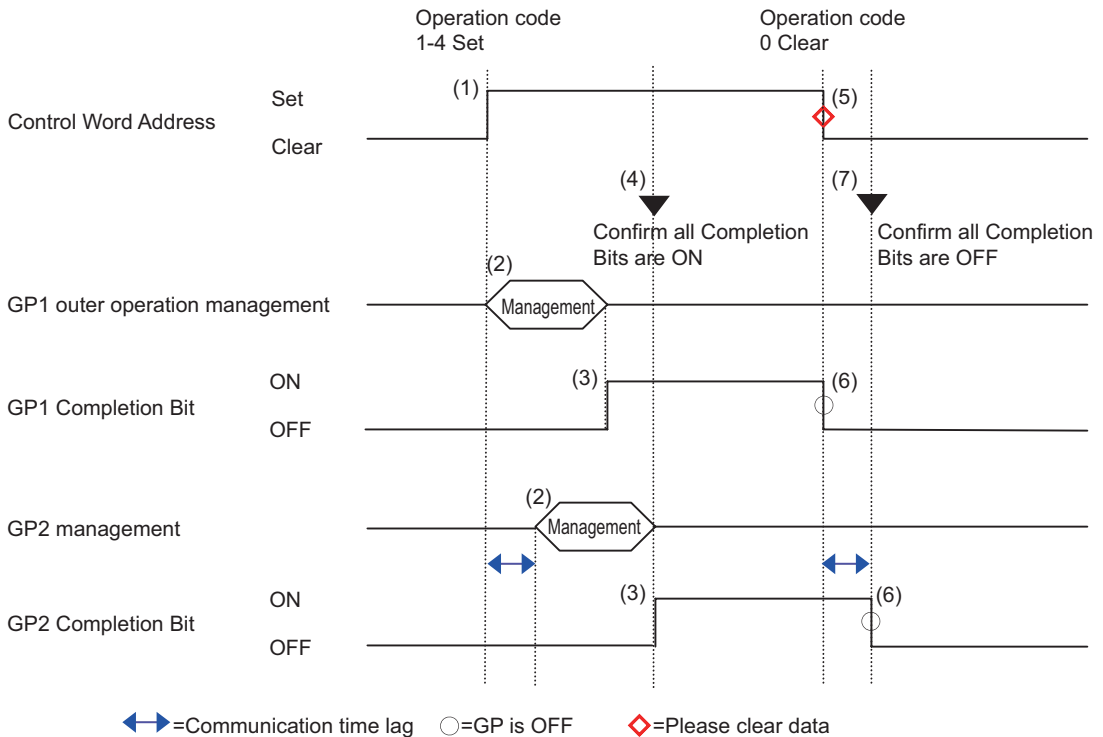 Operation code
1-4 Set
Operation code
0 Clear
Control Word Address
Set
Clear
(1)
(5)
(4)
Confirm all Completion
Bits are ON
(7)
Confirm all Completion
Bits are OFF
GP1 outer operation management
(2)
Management
GP1 Completion Bit
ON
OFF
(3)
(6)
GP2 management
(2)
Management
GP2 Completion Bit
ON
OFF
(3)
(6)
=Communication time lag
=GP is OFF
=Please clear data